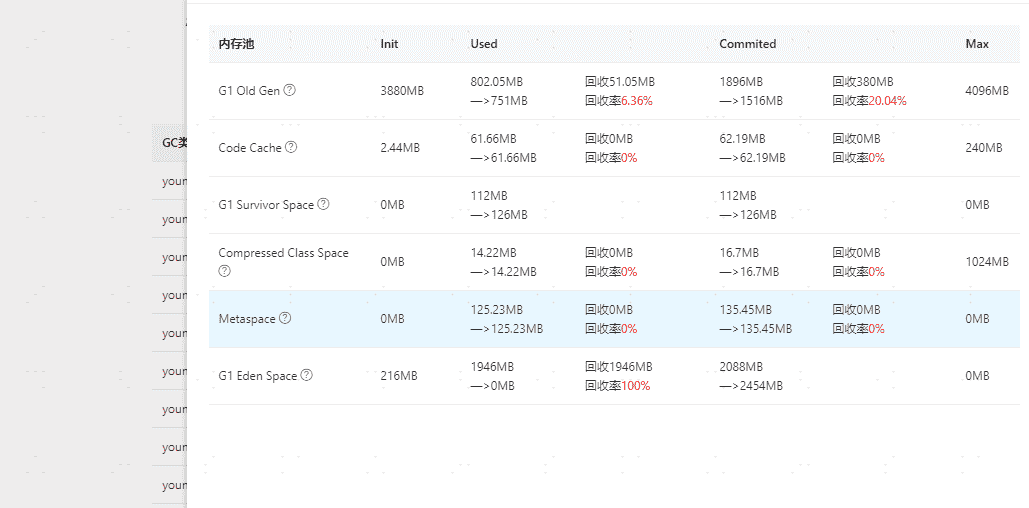 内存池 Init Used Commited Max
G1 Old Gen ? 3880MB 802.05MB —>751MB 回收51.05MB 回收率6.36% 1896MB —>1516MB 回收380MB 回收率20.04% 4096MB
Code Cache ? 2.44MB 61.66MB —>61.66MB 回收0MB 回收率0% 62.19MB —>62.19MB 回收0MB 回收率0% 240MB
G1 Survivor Space ? 0MB 112MB —>126MB 112MB —>126MB 0MB
Compressed Class Space ? 0MB 14.22MB —>14.22MB 回收0MB 回收率0% 16.7MB —>16.7MB 回收0MB 回收率0% 1024MB
Metaspace ? 0MB 125.23MB —>125.23MB 回收0MB 回收率0% 135.45MB —>135.45MB 回收0MB 回收率0% 0MB
G1 Eden Space ? 216MB 1946MB —>0MB 回收1946MB 回收率100% 2088MB —>2454MB 0MB
GC类
youn
youn
youn
youn
youn
youn
youn
youn
youn